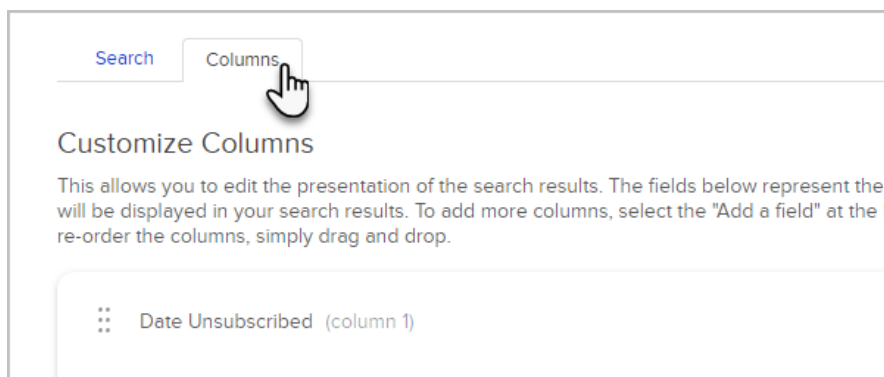 Search Columns
Customize Columns
This allows you to edit the presentation of the search results. The fields below represent the
will be displayed in your search results. To add more columns, select the "Add a field" at the
re-order the columns, simply drag and drop.
Date Unsubscribed (column 1)